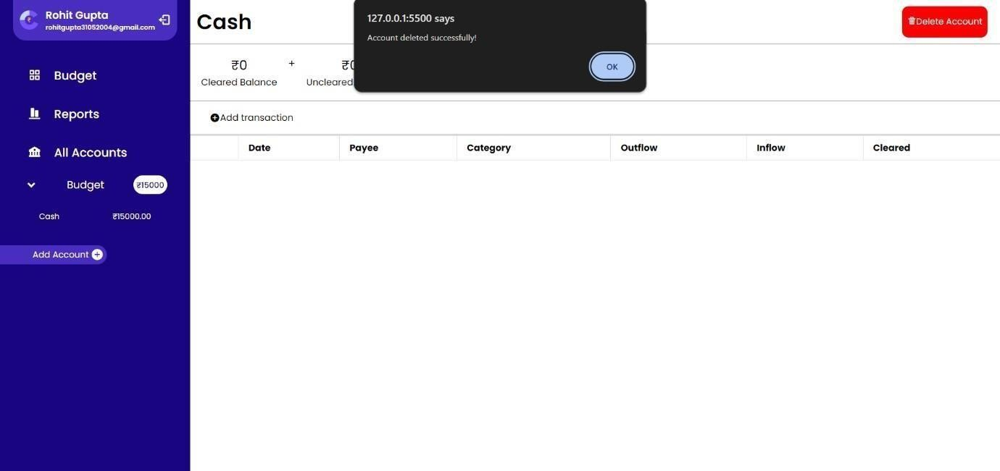 Rohit Gupta
rohitgupta31052004@gmail.com
Budget
Reports
All Accounts
Budget ₹15000
Cash ₹15000.00
Add Account
Cash
127.0.0.1:5500 says
Account deleted successfully!
OK
Delete Account
₹0 + ₹0
Cleared Balance Uncleared
Add transaction
Date Payee Category Outflow Inflow Cleared